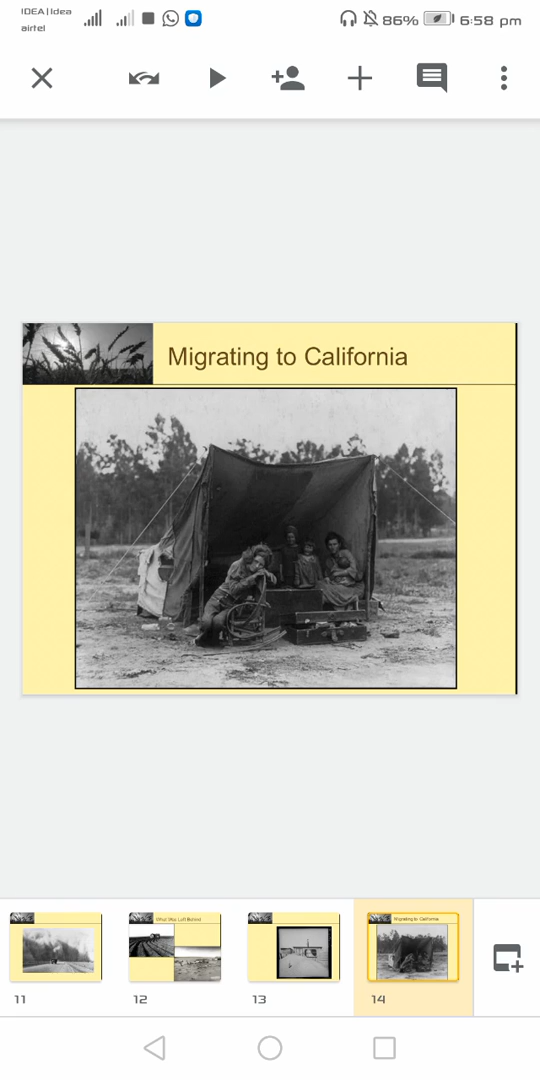 IDEA | Idea
airtel
86%
6:58 pm
Migrating to California
What Was Left Behind
Migrating to California
11
12
13
14